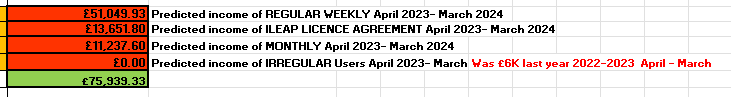 £51,049.93 Predicted income of REGULAR WEEKLY April 2023- March 2024
£13,651.80 Predicted income of ILEAP LICENCE AGREEMENT April 2023- March 2024
£11,237.60 Predicted income of MONTHLY April 2023- March 2024
£0.00 Predicted income of IRREGULAR Users April 2023- March Was £6K last year 2022-2023 April - March
£75,939.33